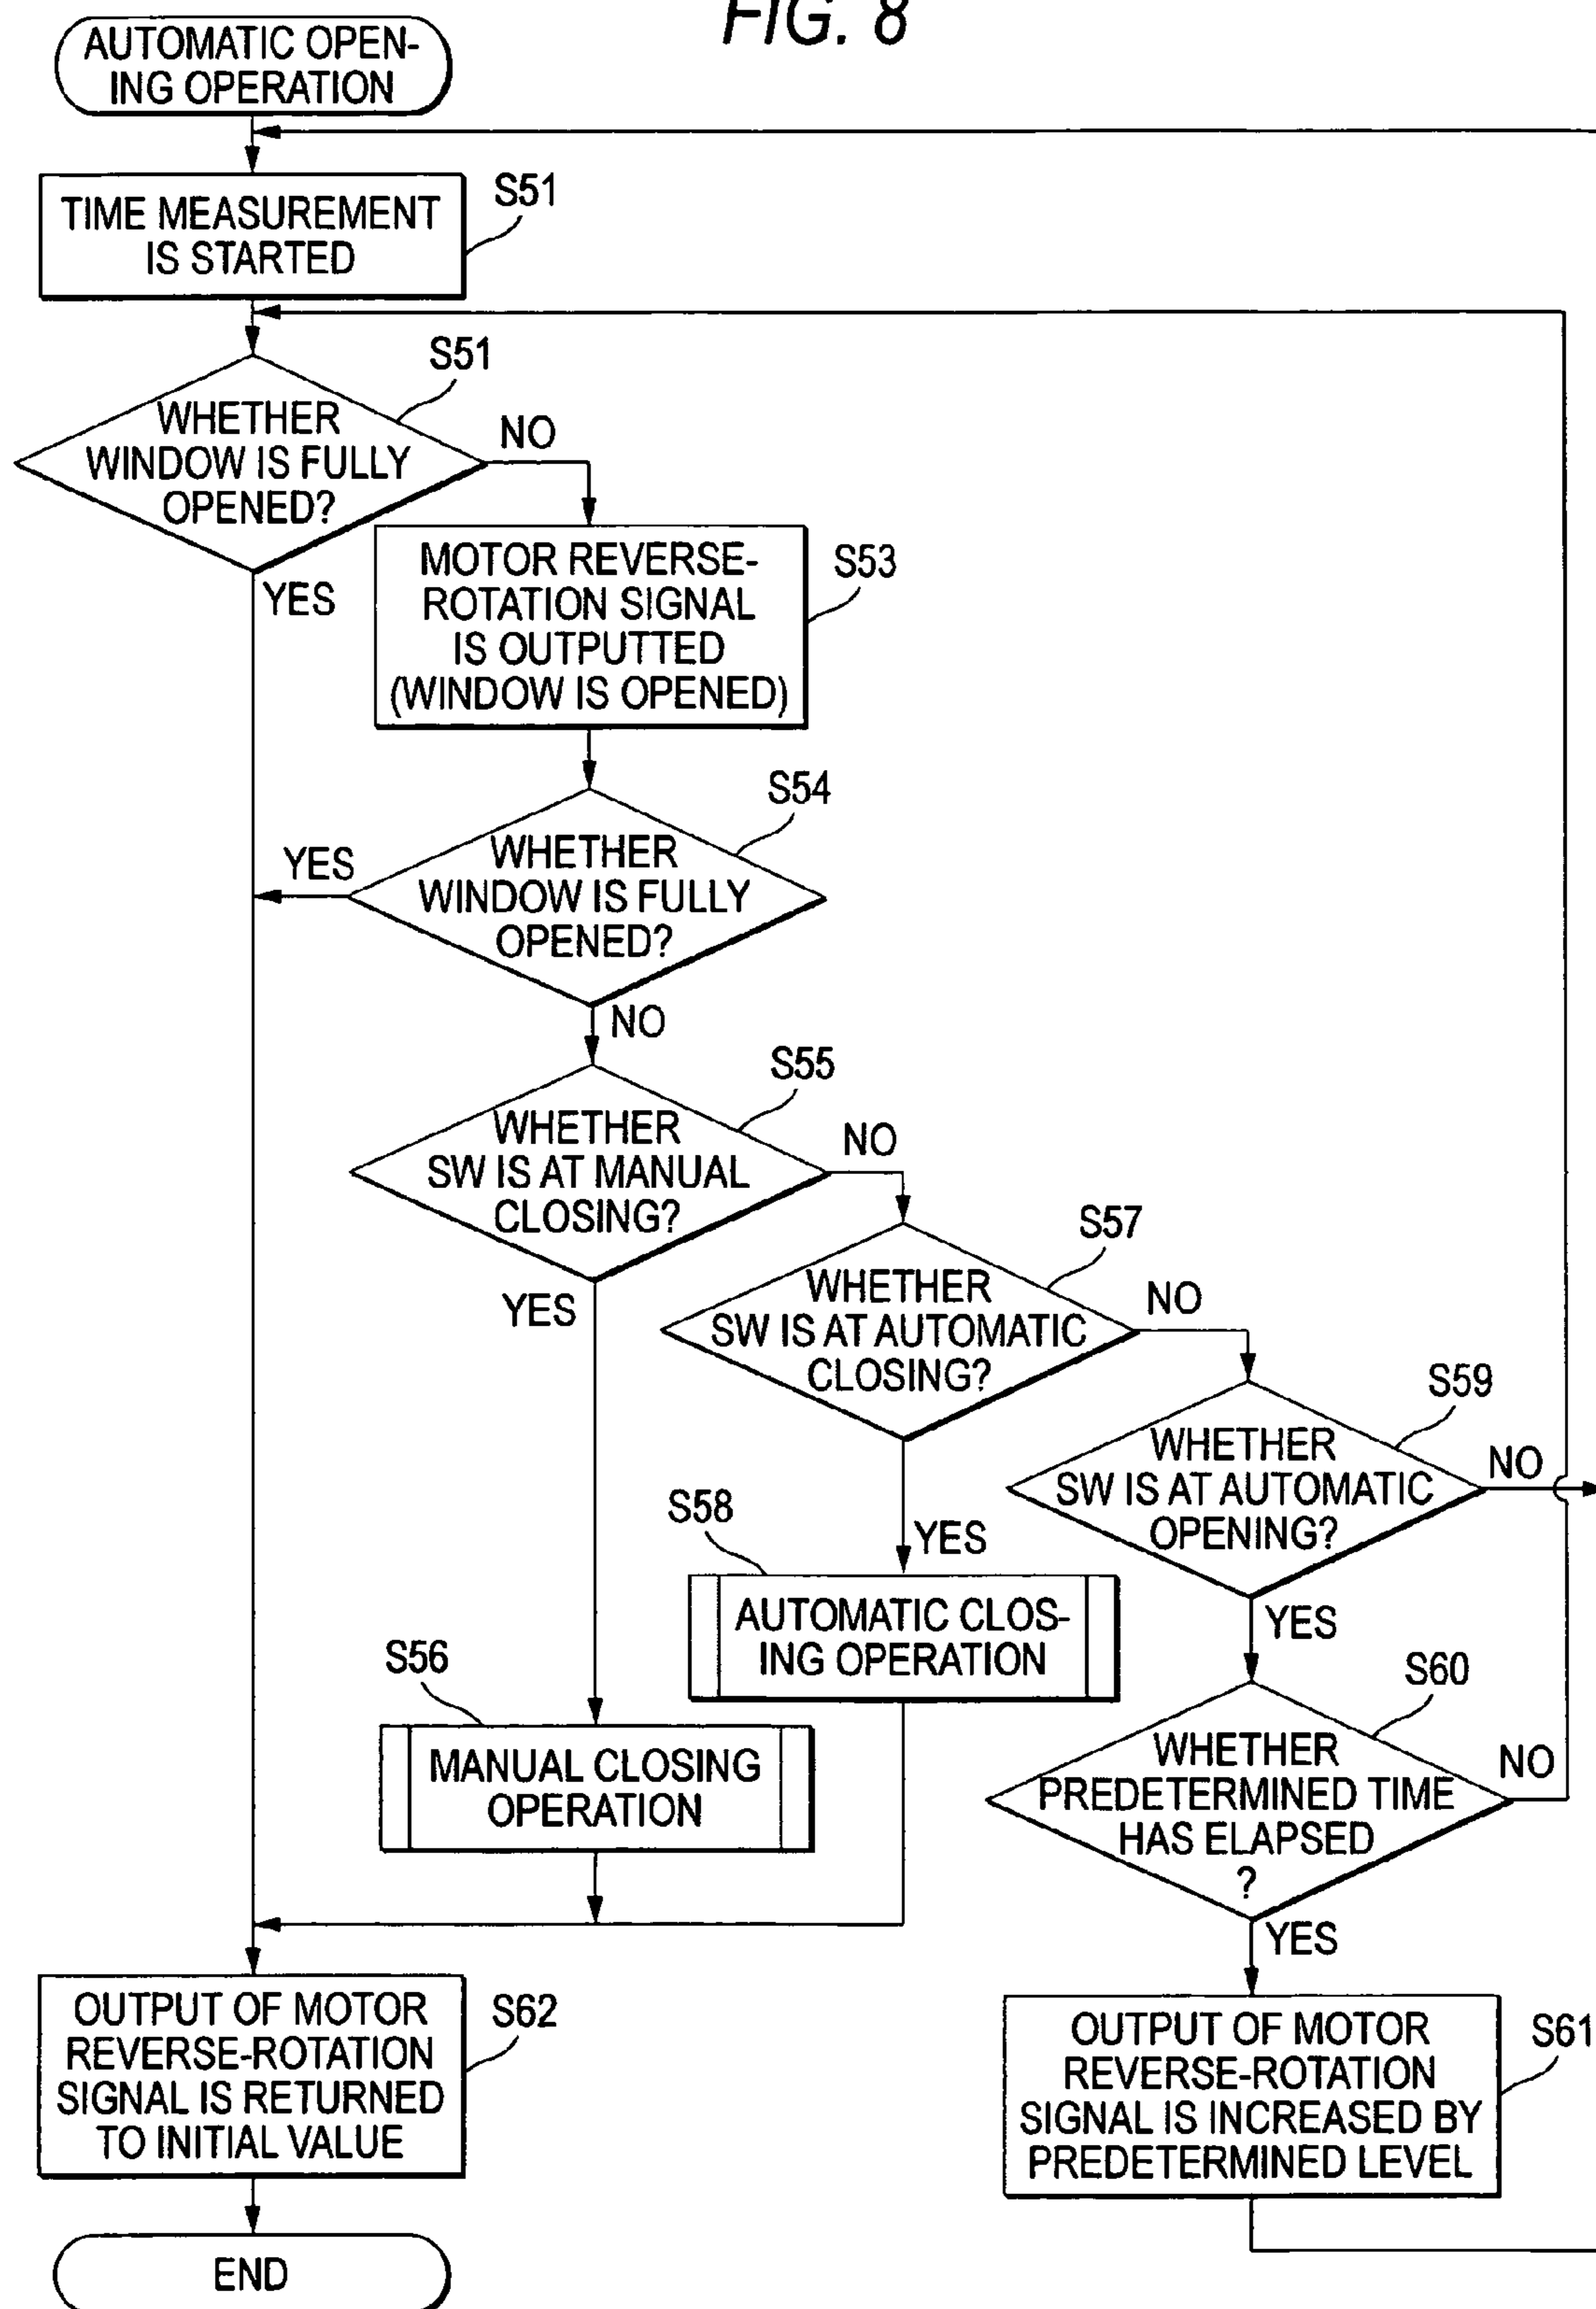 FIG. 8
AUTOMATIC OPEN-
ING OPERATION
S51
TIME MEASUREMENT
IS STARTED
S51
WHETHER
WINDOW IS FULLY
OPENED?
NO
YES
MOTOR REVERSE-
ROTATION SIGNAL
IS OUTPUTTED
(WINDOW IS OPENED)
S53
S54
WHETHER
WINDOW IS FULLY
OPENED?
YES
NO
S55
WHETHER
SW IS AT MANUAL
CLOSING?
NO
YES
S57
WHETHER
SW IS AT AUTOMATIC
CLOSING?
NO
YES
S59
WHETHER
SW IS AT AUTOMATIC
OPENING?
NO
YES
S58
AUTOMATIC CLOS-
ING OPERATION
S56
MANUAL CLOSING
OPERATION
S60
WHETHER
PREDETERMINED TIME
HAS ELAPSED
?
NO
YES
OUTPUT OF MOTOR
REVERSE-ROTATION
SIGNAL IS RETURNED
TO INITIAL VALUE
S62
OUTPUT OF MOTOR
REVERSE-ROTATION
SIGNAL IS INCREASED BY
PREDETERMINED LEVEL
S61
END